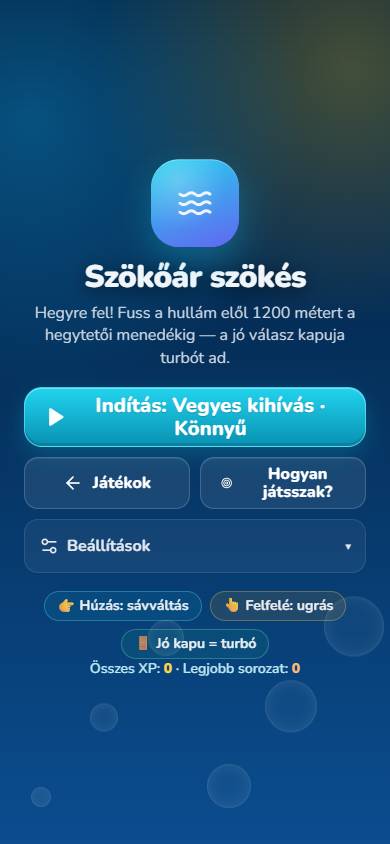 Szökőár szökés
Hegyre fel! Fuss a hullám elől 1200 métert a
hegytetői menedékig — a jó válasz kapuja
turbót ad.
Indítás: Vegyes kihívás ·
Könnyű
Játékok
Hogyan
játsszak?
Beállítások
Húzás: sávváltás
Felfelé: ugrás
Jó kapu = turbó
Összes XP: 0 · Legjobb sorozat: 0